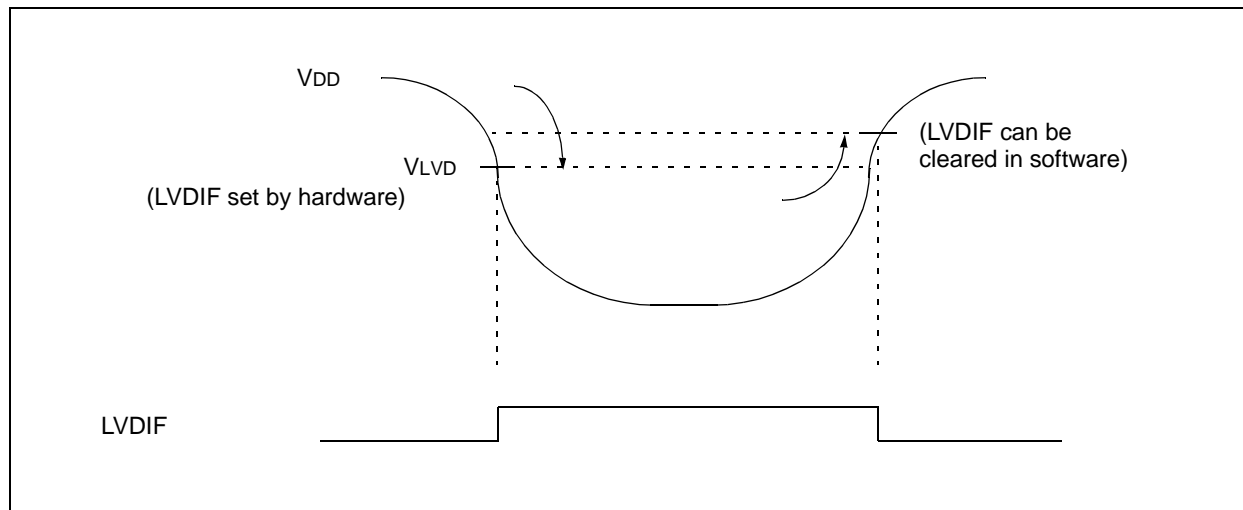 VDD
(LVDIF can be
cleared in software)
VLVD
(LVDIF set by hardware)
LVDIF